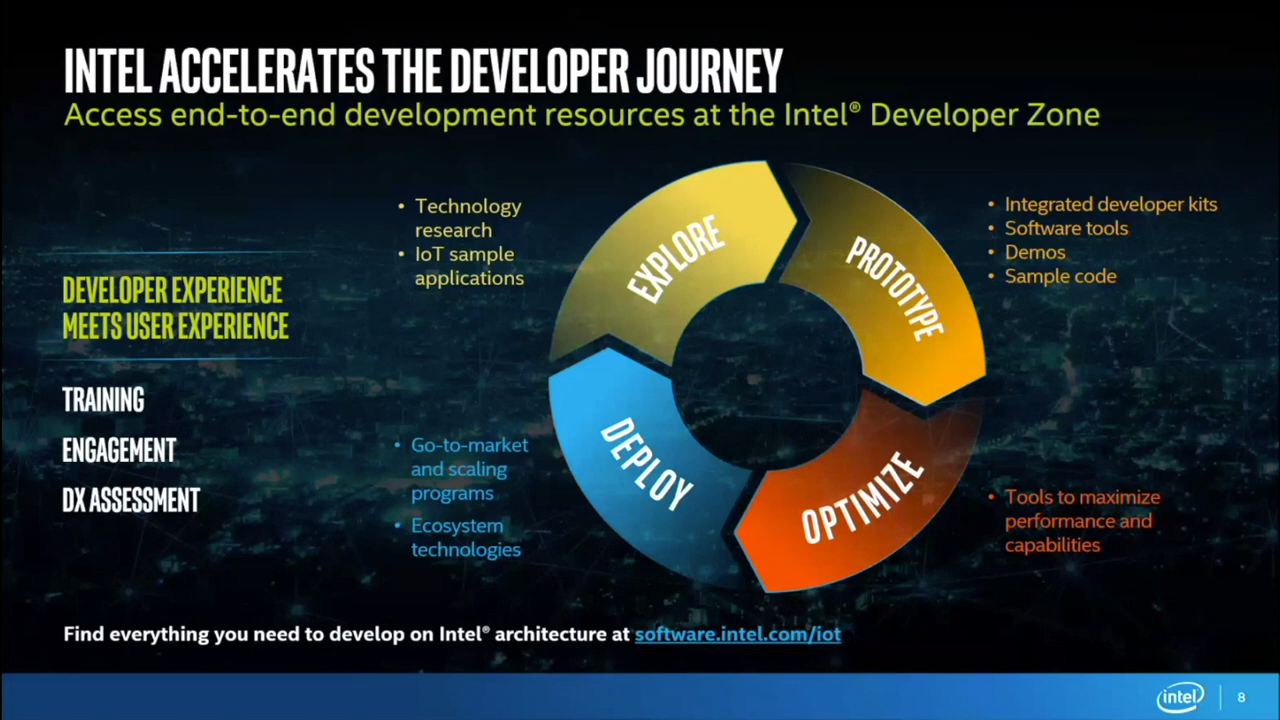 INTEL ACCELERATES THE DEVELOPER JOURNEY
Access end-to-end development resources at the Intel® Developer Zone
DEVELOPER EXPERIENCE
MEETS USER EXPERIENCE
TRAINING
ENGAGEMENT
DX ASSESSMENT
• Technology
research
• IoT sample
applications
EXPLORE
PROTOTYPE
• Integrated developer kits
• Software tools
• Demos
• Sample code
• Go-to-market
and scaling
programs
• Ecosystem
technologies
DEPLOY
OPTIMIZE
• Tools to maximize
performance and
capabilities
Find everything you need to develop on Intel® architecture at software.intel.com/iot
intel
8